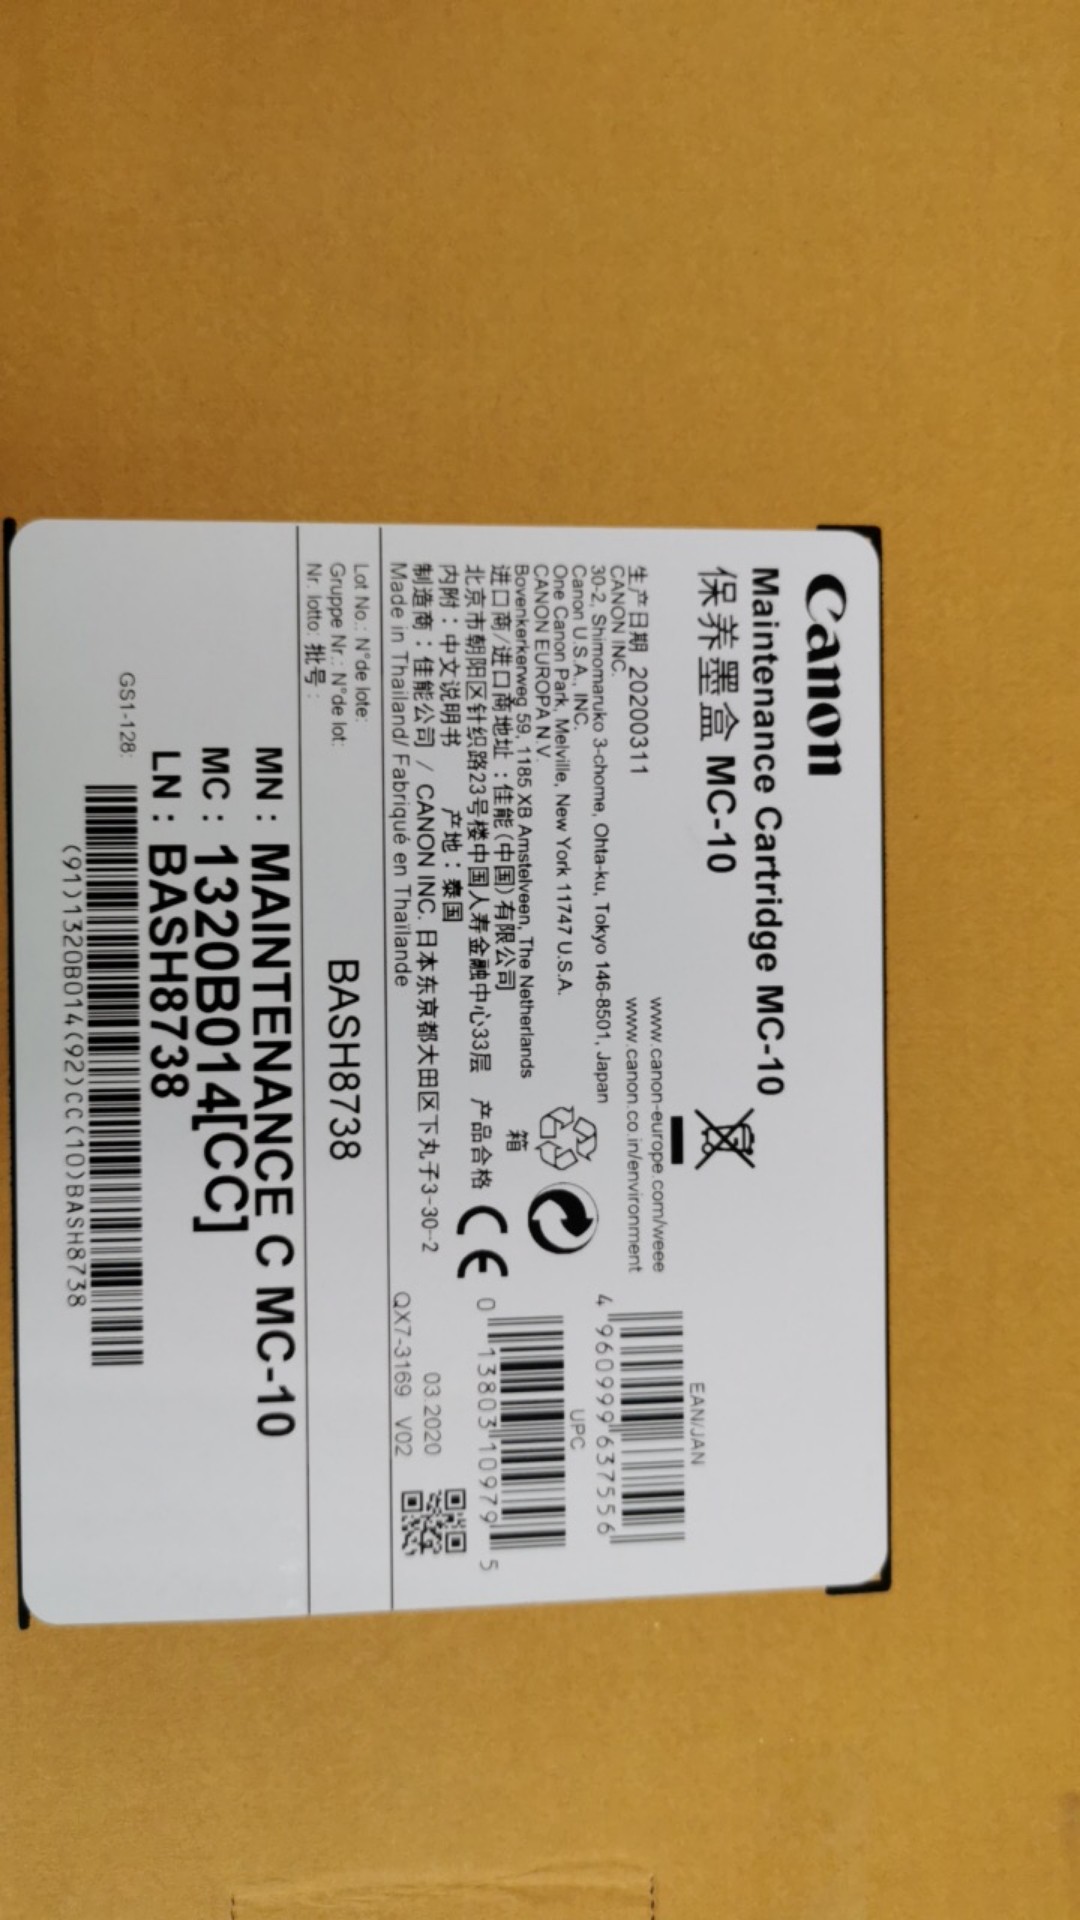 Canon
Maintenance Cartridge MC-10
保养墨盒 MC-10
www.canon-europe.com/weee
www.canon.co.in/environment
生产日期 20200311
CANON INC.
30-2, Shimomaruko 3-chome, Ohta-ku, Tokyo 146-8501, Japan
Canon U.S.A., INC.
One Canon Park, Melville, New York 11747 U.S.A.
CANON EUROPA N.V.
Bovenkerkerweg 59, 1185 XB Amstelveen, The Netherlands
箱
进口商/进口商地址：佳能(中国)有限公司
北京市朝阳区针织路23号楼中国人寿金融中心33层 产品合格
内附：中文说明书 产地：泰国
制造商：佳能公司 / CANON INC. 日本东京都大田区下丸子3-30-2
Made in Thailand/ Fabriqué en Thaïlande
CE
EAN/JAN
4 960999 637556
UPC
0 13803 10979 5
03.2020
QX7-3169 V02
Lot No.: N°de lote:
Gruppe Nr.: N°de lot:
Nr. lotto: 批号:
BASH8738
MN : MAINTENANCE C MC-10
MC : 1320B014[CC]
LN : BASH8738
GS1-128:
(91)1320B014(92)CC(10)BASH8738